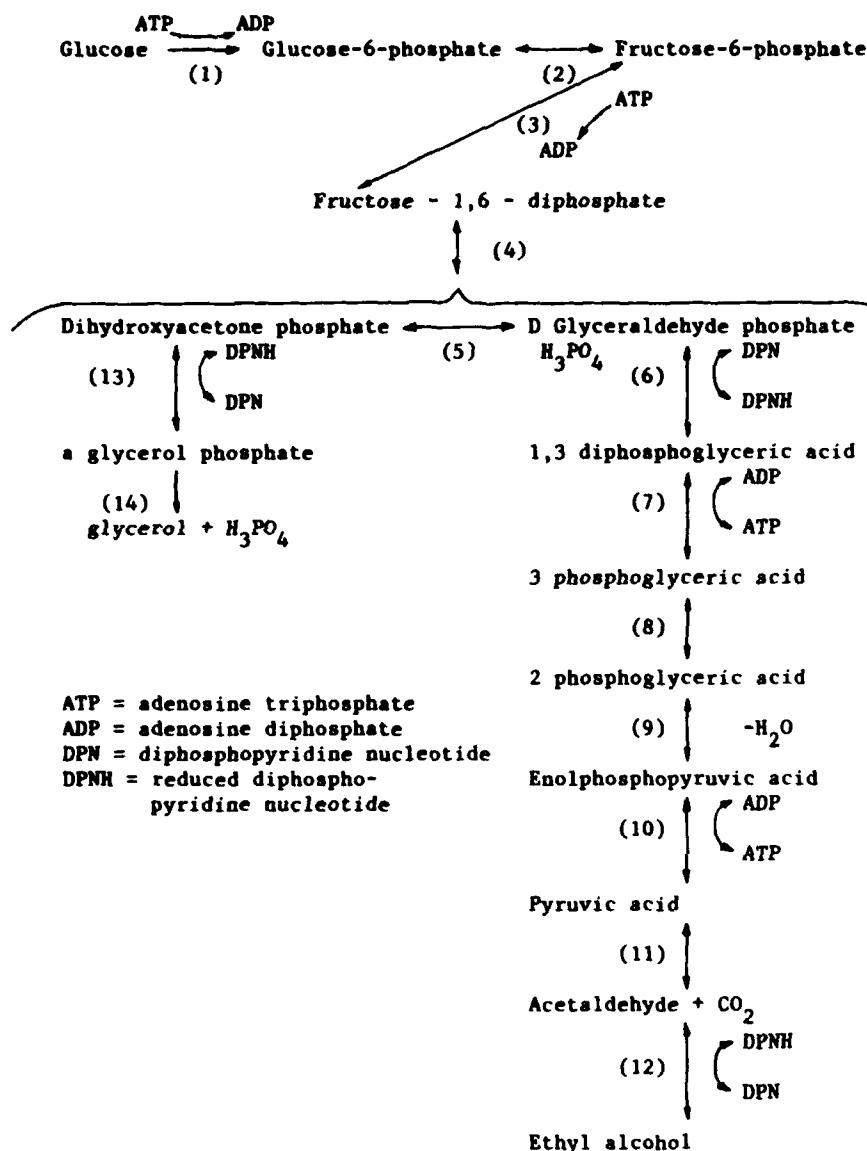 ATP ADP
Glucose Glucose-6-phosphate Fructose-6-phosphate
(1) (2)
(3) ATP
ADP
Fructose - 1,6 - diphosphate
(4)
Dihydroxyacetone phosphate D Glyceraldehyde phosphate
(5)
DPNH
(13)
DPN
a glycerol phosphate
(14)
glycerol + H3PO4
H3PO4 (6) DPN
DPNH
1,3 diphosphoglyceric acid
ADP
(7)
ATP
3 phosphoglyceric acid
(8)
2 phosphoglyceric acid
(9) -H2O
Enolphosphopyruvic acid
ADP
(10)
ATP
Pyruvic acid
(11)
Acetaldehyde + CO2
DPNH
(12)
DPN
Ethyl alcohol
ATP = adenosine triphosphate
ADP = adenosine diphosphate
DPN = diphosphopyridine nucleotide
DPNH = reduced diphospho-
pyridine nucleotide